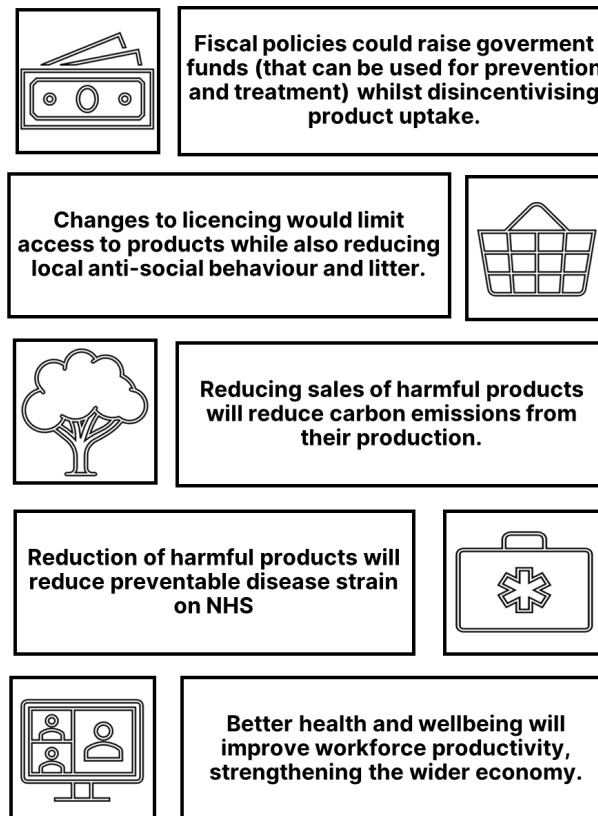 Fiscal policies could raise goverment
funds (that can be used for prevention
and treatment) whilst disincentivising
product uptake.
Changes to licencing would limit
access to products while also reducing
local anti-social behaviour and litter.
Reducing sales of harmful products
will reduce carbon emissions from
their production.
Reduction of harmful products will
reduce preventable disease strain
on NHS
Better health and wellbeing will
improve workforce productivity,
strengthening the wider economy.